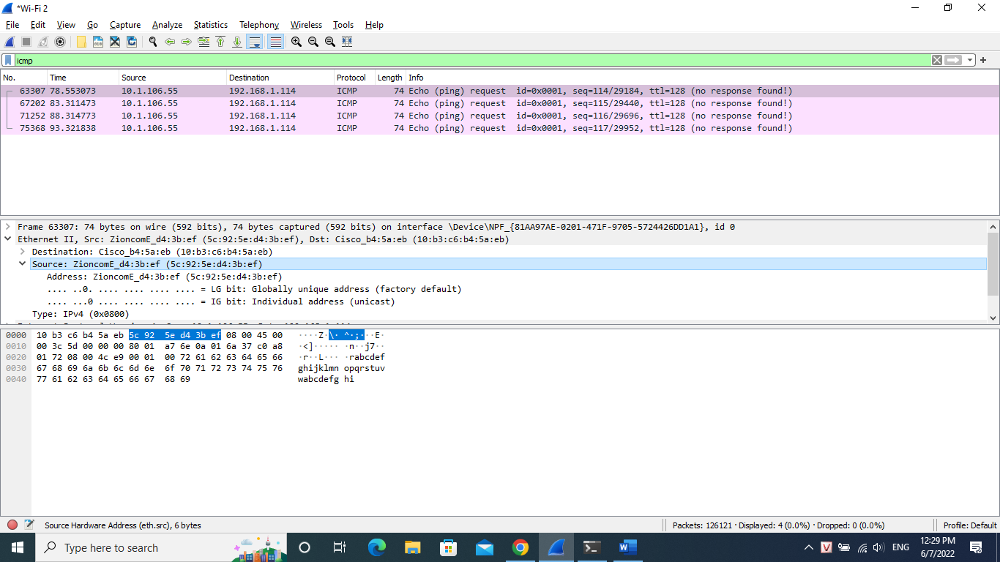 *Wi-Fi 2
File Edit View Go Capture Analyze Statistics Telephony Wireless Tools Help
icmp
No. Time Source Destination Protocol Length Info
63307 78.553073 10.1.106.55 192.168.1.114 ICMP 74 Echo (ping) request id=0x0001, seq=114/29184, ttl=128 (no response found!)
67202 83.311473 10.1.106.55 192.168.1.114 ICMP 74 Echo (ping) request id=0x0001, seq=115/29440, ttl=128 (no response found!)
71252 88.314773 10.1.106.55 192.168.1.114 ICMP 74 Echo (ping) request id=0x0001, seq=116/29696, ttl=128 (no response found!)
75368 93.321838 10.1.106.55 192.168.1.114 ICMP 74 Echo (ping) request id=0x0001, seq=117/29952, ttl=128 (no response found!)
Frame 63307: 74 bytes on wire (592 bits), 74 bytes captured (592 bits) on interface \Device\NPF_{81AA97AE-0201-471F-9705-5724426DD1A1}, id 0
Ethernet II, Src: ZioncomE_d4:3b:ef (5c:92:5e:d4:3b:ef), Dst: Cisco_b4:5a:eb (10:b3:c6:b4:5a:eb)
Destination: Cisco_b4:5a:eb (10:b3:c6:b4:5a:eb)
Source: ZioncomE_d4:3b:ef (5c:92:5e:d4:3b:ef)
Address: ZioncomE_d4:3b:ef (5c:92:5e:d4:3b:ef)
.... ..0. .... .... .... .... = LG bit: Globally unique address (factory default)
.... ...0 .... .... .... .... = IG bit: Individual address (unicast)
Type: IPv4 (0x0800)
0000 10 b3 c6 b4 5a eb 5c 92 5e d4 3b ef 08 00 45 00 ····Z·\· ^·;···E·
0010 00 3c 5d 00 00 00 80 01 a7 6e 0a 01 6a 37 c0 a8 ·<]····· ·n··j7··
0020 01 72 08 00 4c e9 00 01 00 72 61 62 63 64 65 66 ·r··L··· ·rabcdef
0030 67 68 69 6a 6b 6c 6d 6e 6f 70 71 72 73 74 75 76 ghijklmn opqrstuv
0040 77 61 62 63 64 65 66 67 68 69 wabcdefg hi
Source Hardware Address (eth.src), 6 bytes Packets: 126121 · Displayed: 4 (0.0%) · Dropped: 0 (0.0%) Profile: Default
Type here to search ENG 12:29 PM
6/7/2022